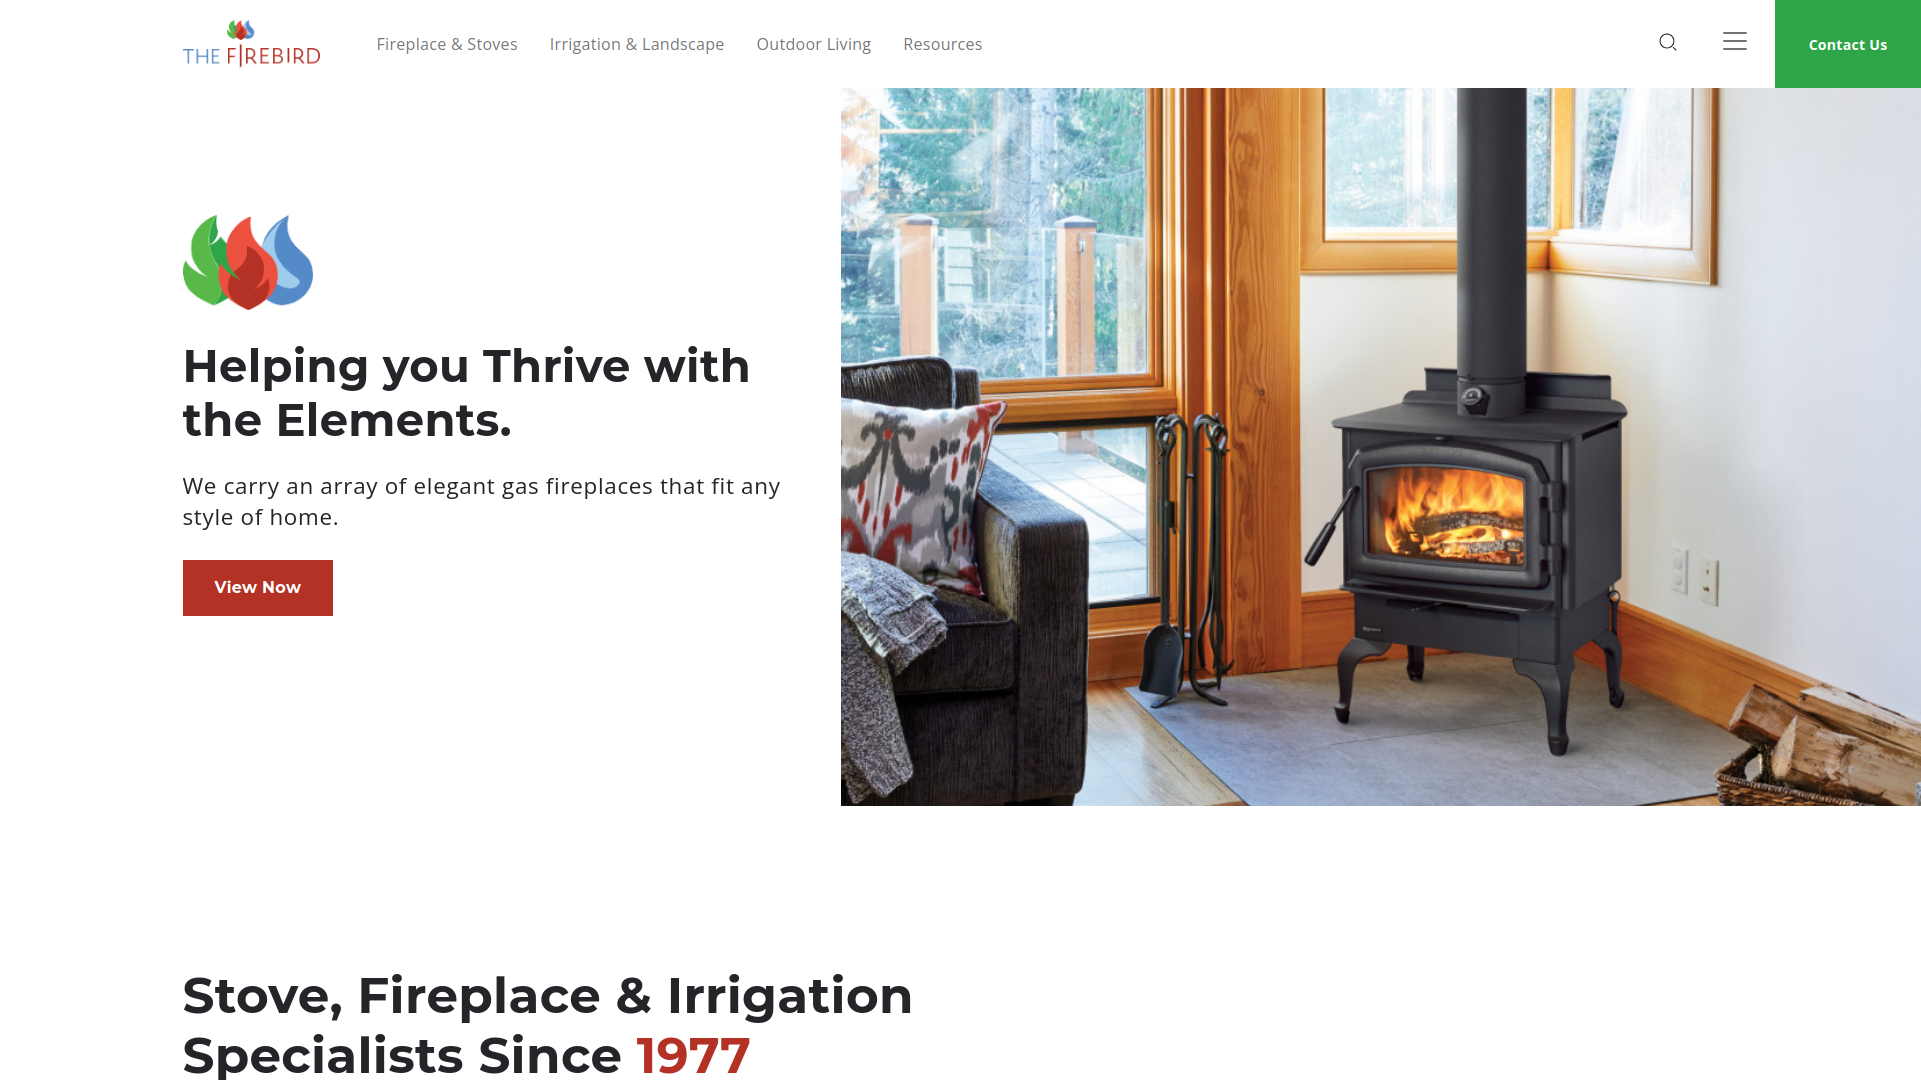 THE FIREBIRD
Fireplace & Stoves
Irrigation & Landscape
Outdoor Living
Resources
Contact Us
Helping you Thrive with
the Elements.
We carry an array of elegant gas fireplaces that fit any
style of home.
View Now
Stove, Fireplace & Irrigation
Specialists Since 1977